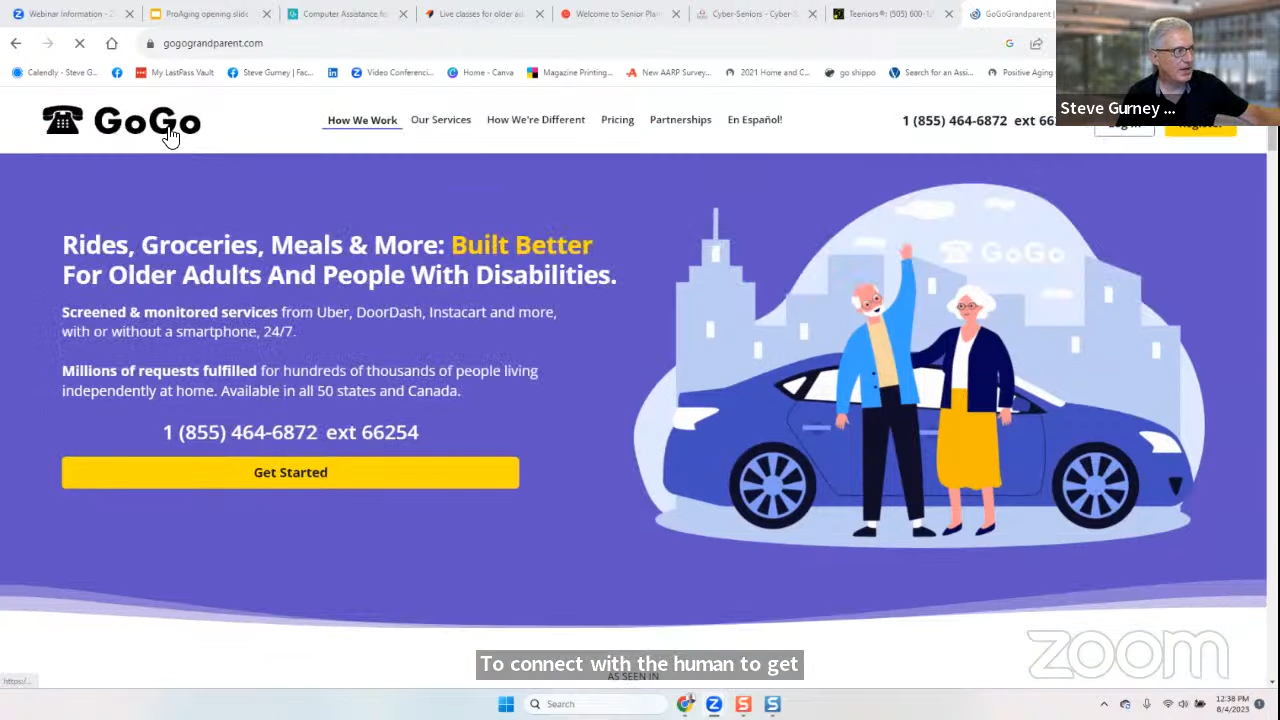 Webinar Information - 2
ProAging opening slide
Computer Assistance fo
Live classes for older ad
Welcome to Senior Plan
Cyber-Seniors - Cyber-S
Teeniors®: (505) 600-1
GoGoGrandparent |
gogograndparent.com
Calendly - Steve G...
My LastPass Vault
Steve Gurney | Fac...
Video Conferenci...
Home - Canva
Magazine Printing...
New AARP Survey...
2021 Home and C...
go shippo
Search for an Assi...
Positive Aging
Steve Gurney ...
GoGo
How We Work
Our Services
How We're Different
Pricing
Partnerships
En Español!
1 (855) 464-6872 ext 66
Rides, Groceries, Meals & More: Built Better
For Older Adults And People With Disabilities.
Screened & monitored services from Uber, DoorDash, Instacart and more,
with or without a smartphone, 24/7.
Millions of requests fulfilled for hundreds of thousands of people living
independently at home. Available in all 50 states and Canada.
1 (855) 464-6872 ext 66254
Get Started
GoGo
To connect with the human to get
AS SEEN IN
zoom
https://...
Search
12:38 PM
8/4/2023